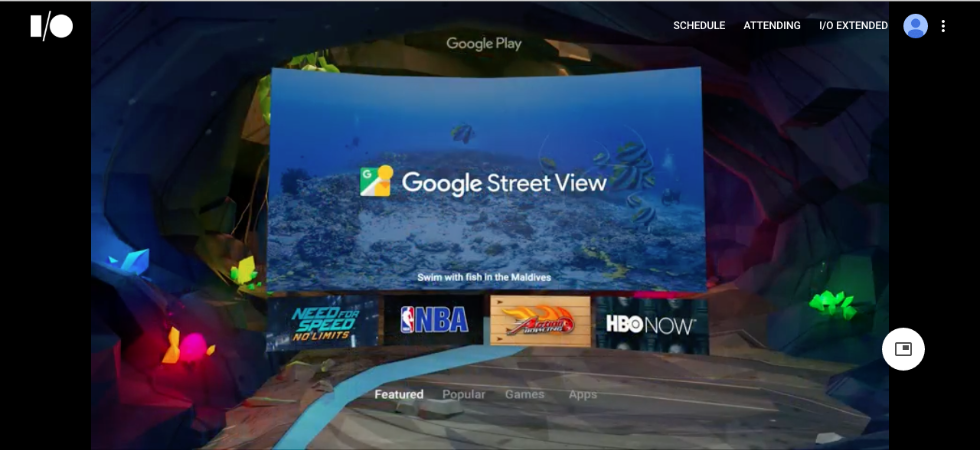 I/O
SCHEDULE ATTENDING I/O EXTENDED
Google Play
G
Google Street View
Swim with fish in the Maldives
NEED FOR SPEED NO LIMITS
NBA
HBO NOW
Featured Popular Games Apps